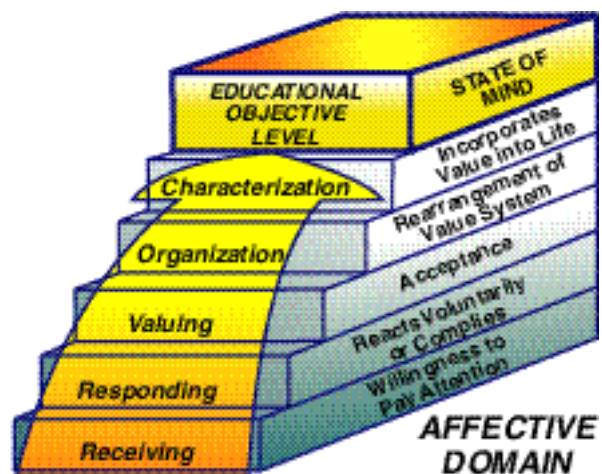 EDUCATIONAL
OBJECTIVE
LEVEL
STATE OF
MIND
Characterization
Incorporates
Value into Life
Organization
Rearrangement of
Value System
Valuing
Acceptance
Responding
Reacts Voluntarity
or Complies
Receiving
Willingness to
Pay Attention
AFFECTIVE
DOMAIN